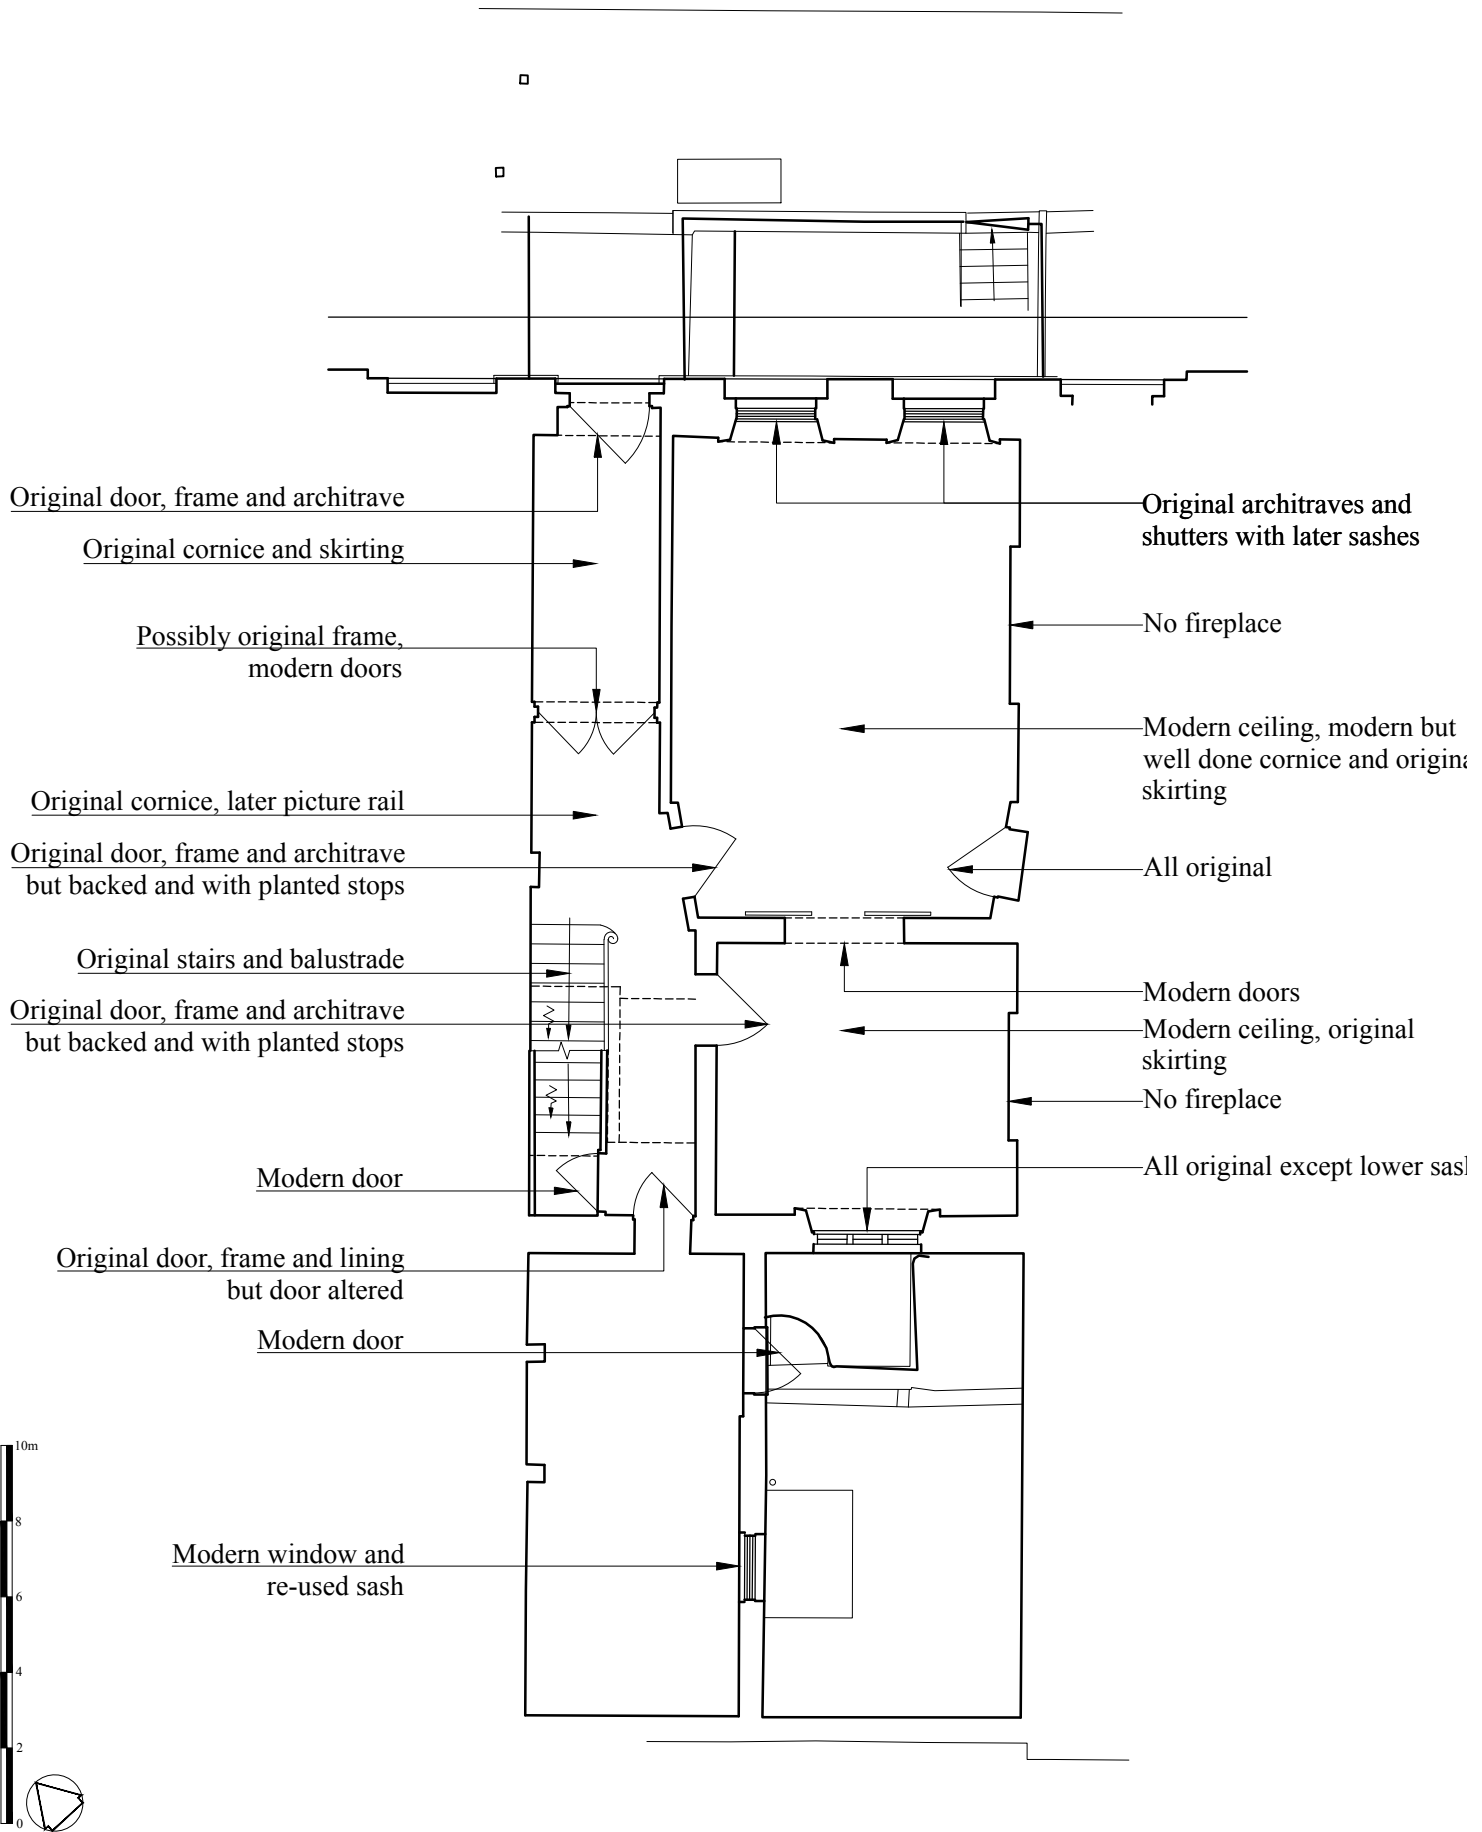 Original door, frame and architrave
Original cornice and skirting
Possibly original frame,
modern doors
Original cornice, later picture rail
Original door, frame and architrave
but backed and with planted stops
Original stairs and balustrade
Original door, frame and architrave
but backed and with planted stops
Modern door
Original door, frame and lining
but door altered
Modern door
Modern window and
re-used sash
Original architraves and
shutters with later sashes
No fireplace
Modern ceiling, modern but
well done cornice and origina
skirting
All original
Modern doors
Modern ceiling, original
skirting
No fireplace
All original except lower sash
10m
8
6
4
2
0